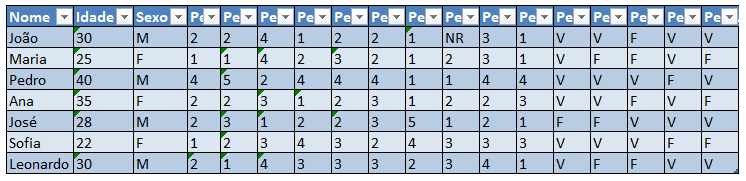 Nome Idade Sexo Pe Pe Pe Pe Pe Pe Pe Pe Pe Pe Pe Pe Pe Pe Pe
João 30 M 2 2 4 1 2 2 1 NR 3 1 V V F V V
Maria 25 F 1 1 4 2 3 2 1 2 3 1 V F F V F
Pedro 40 M 4 5 2 4 4 4 1 1 4 4 V V V F V
Ana 35 F 2 2 3 1 2 3 1 2 2 3 V V F V F
José 28 M 2 3 1 2 2 3 5 1 2 1 F F V V V
Sofia 22 F 1 2 3 4 3 2 4 3 3 3 V V V F F
Leonardo 30 M 2 1 4 3 3 3 2 3 4 1 V F F V V